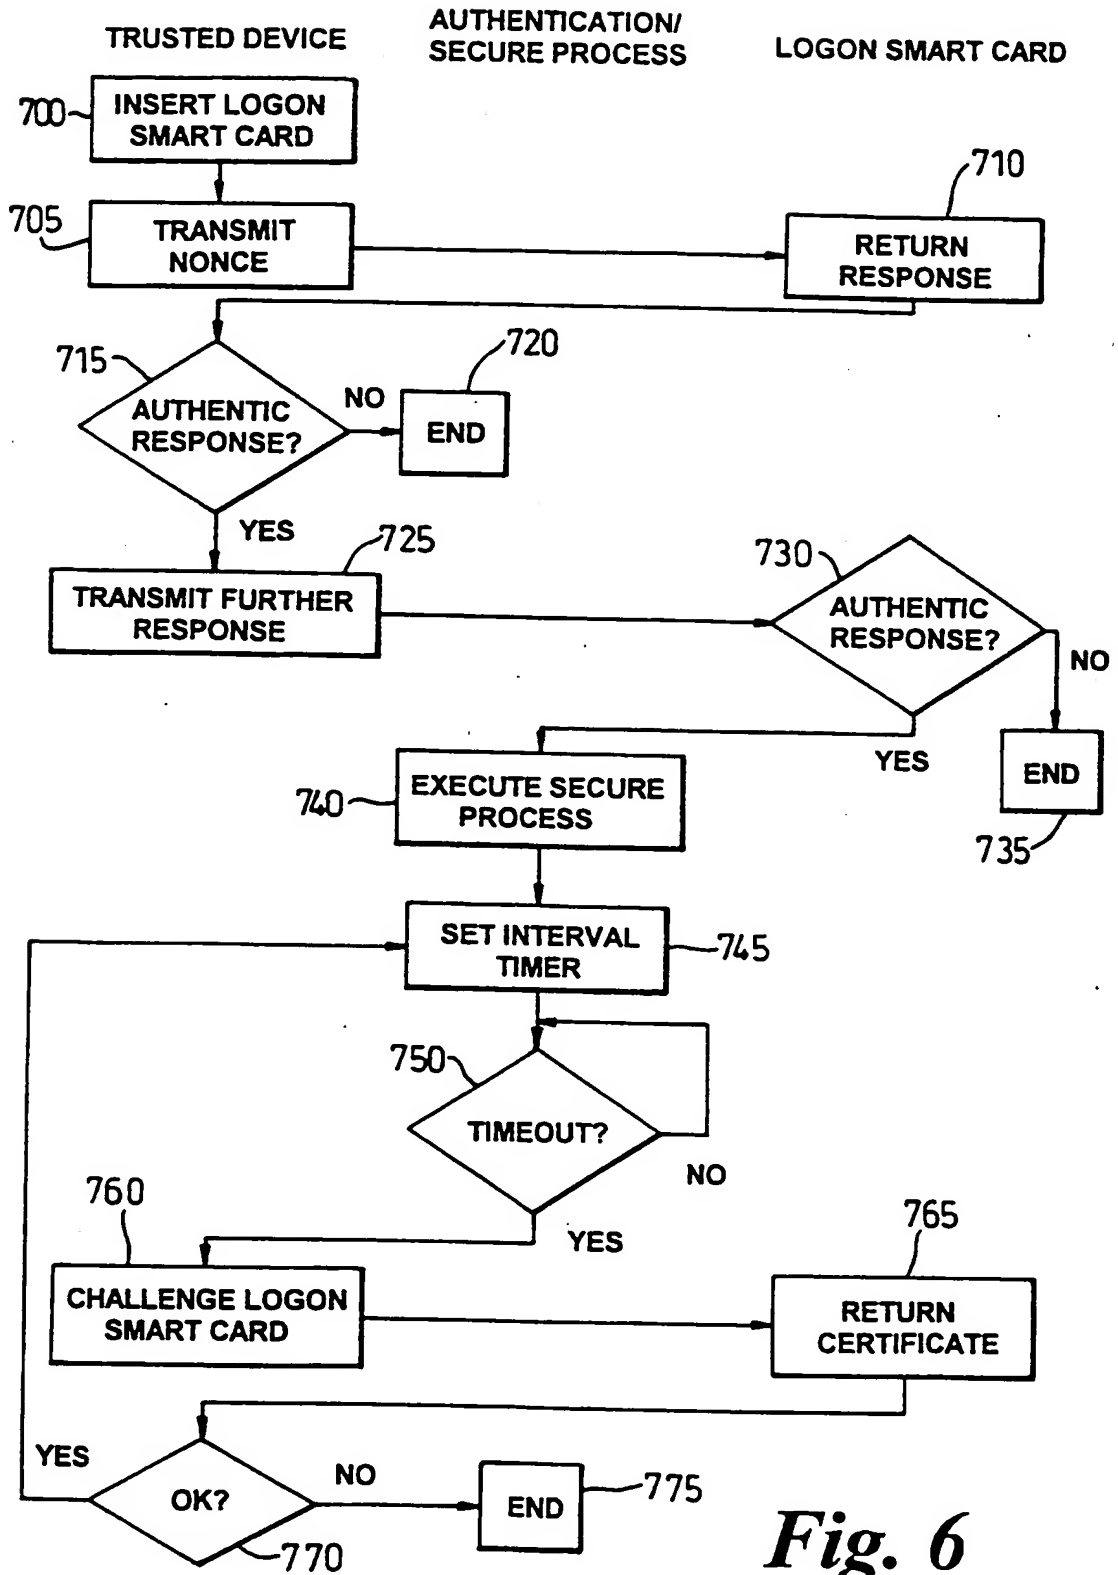 TRUSTED DEVICE
AUTHENTICATION/
SECURE PROCESS
LOGON SMART CARD
700
INSERT LOGON
SMART CARD
705
TRANSMIT
NONCE
710
RETURN
RESPONSE
715
AUTHENTIC
RESPONSE?
NO
720
END
YES
725
TRANSMIT FURTHER
RESPONSE
730
AUTHENTIC
RESPONSE?
NO
YES
END
735
740
EXECUTE SECURE
PROCESS
SET INTERVAL
TIMER
745
750
TIMEOUT?
NO
YES
760
CHALLENGE LOGON
SMART CARD
765
RETURN
CERTIFICATE
YES
OK?
770
NO
END
775
Fig. 6